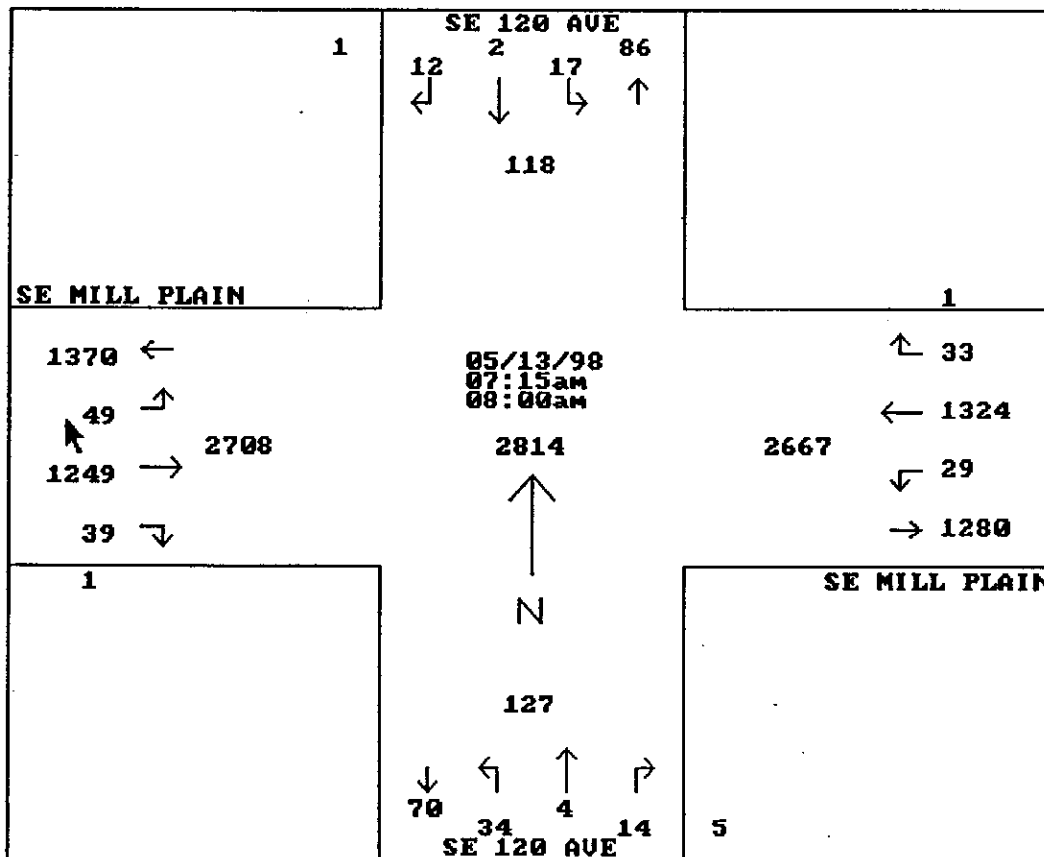 SE 120 AVE
1 2 86
12 17
118
SE MILL PLAIN 1
1370 05/13/98 33
07:15am
08:00am
49 1324
2708 2814 2667
1249 29
39 1280
1 SE MILL PLAIN
N
127
70 4
34 14 5
SE 120 AVE